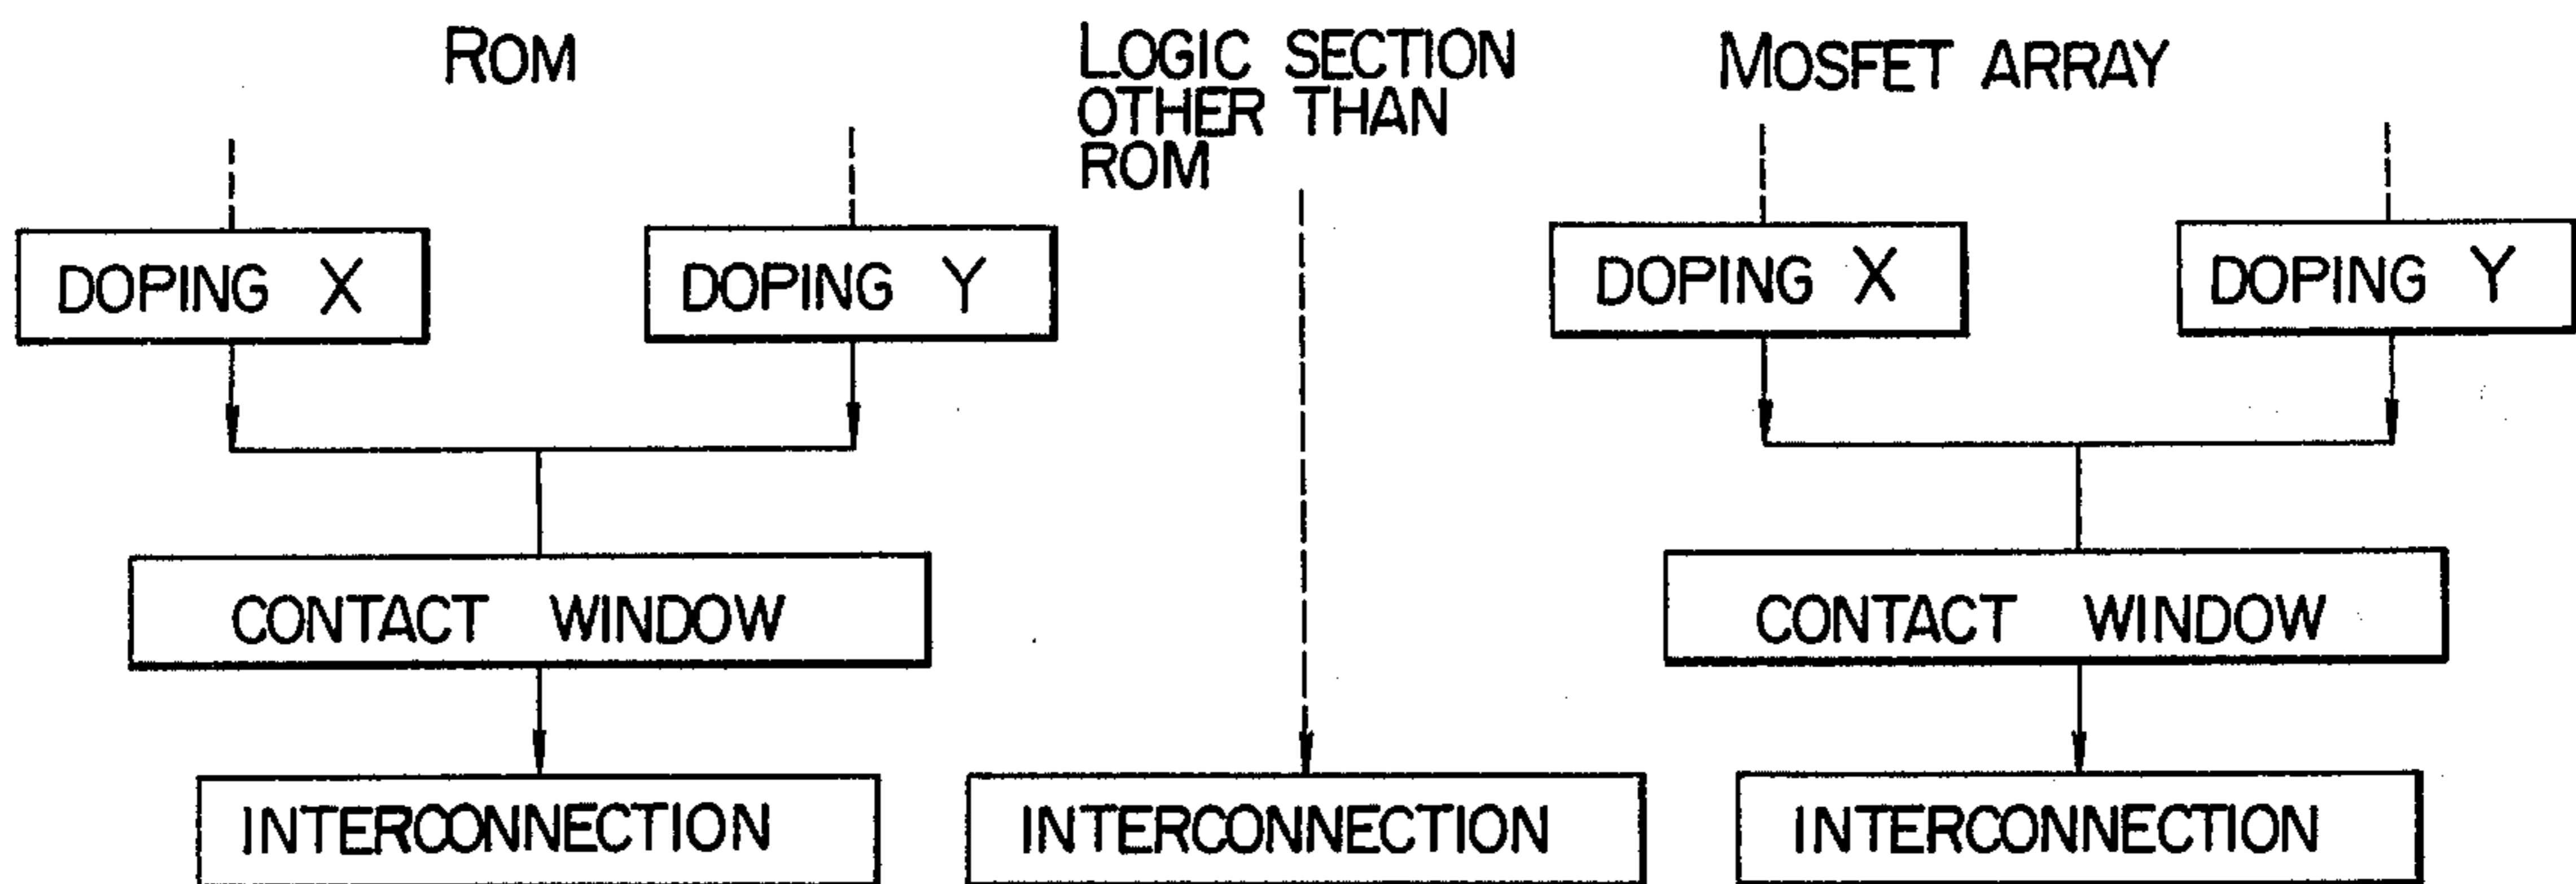 ROM
LOGIC SECTION
OTHER THAN
ROM
MOSFET ARRAY
DOPING X
DOPING Y
DOPING X
DOPING Y
CONTACT WINDOW
CONTACT WINDOW
INTERCONNECTION
INTERCONNECTION
INTERCONNECTION